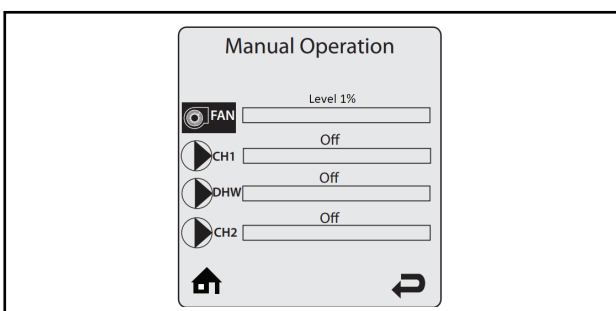 Manual Operation
Level 1%
FAN
Off
CH1
Off
DHW
Off
CH2